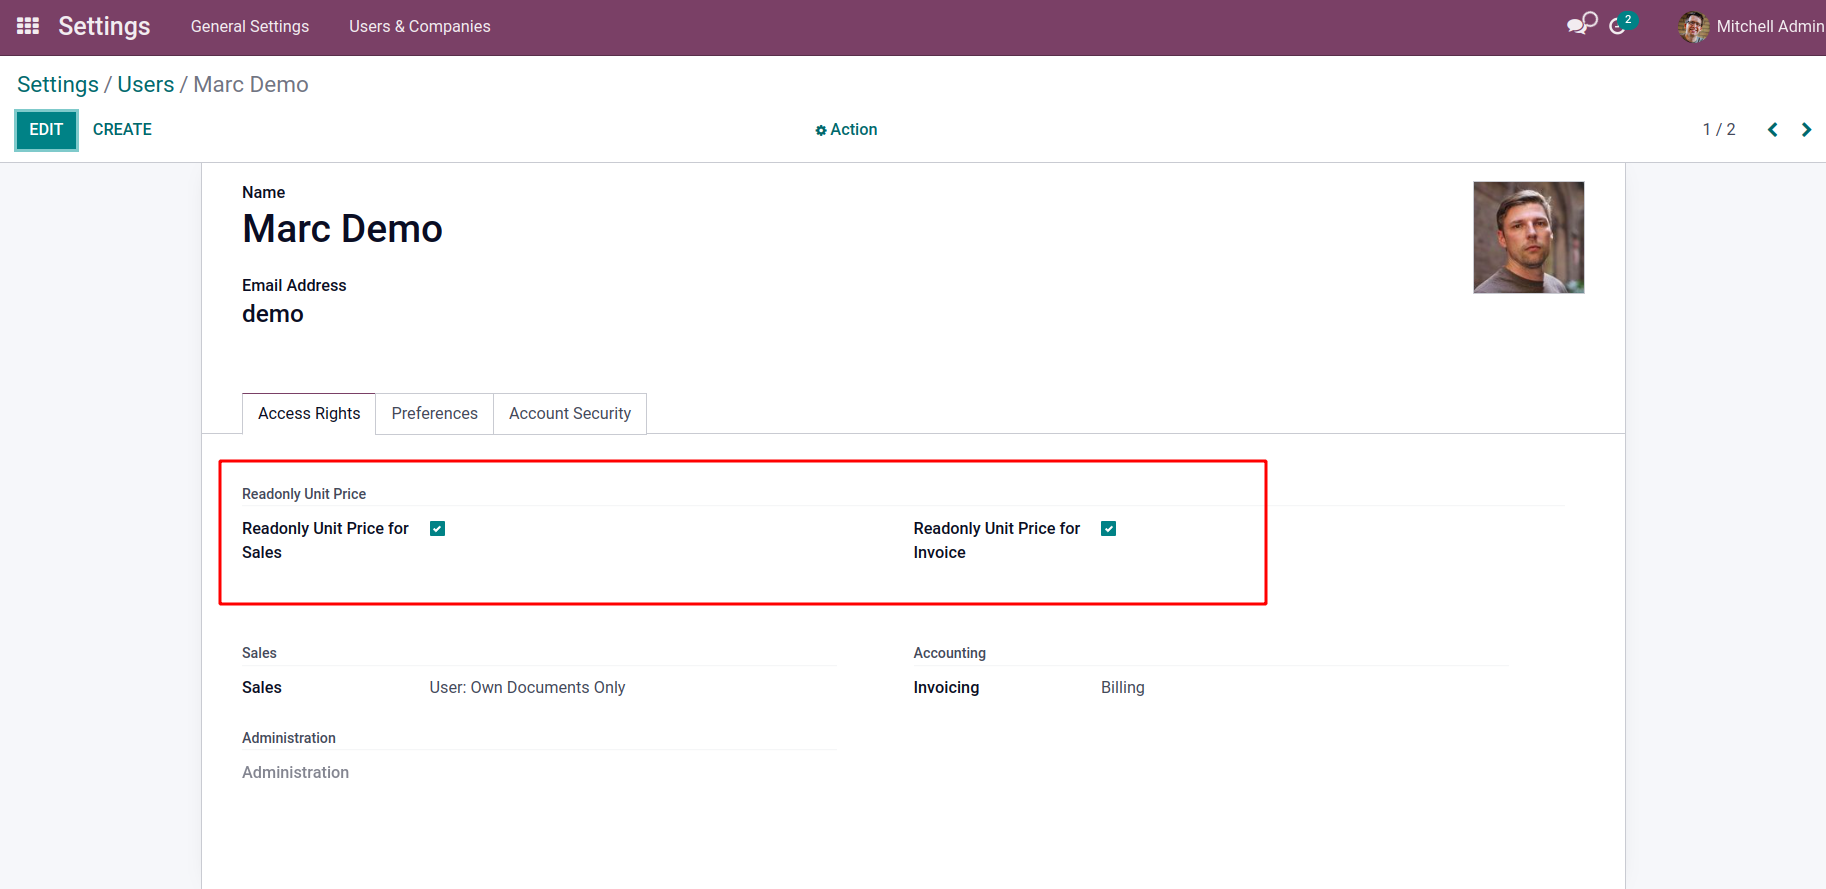 Settings General Settings Users & Companies 2 Mitchell Admin
Settings / Users / Marc Demo
EDIT CREATE Action 1 / 2
Name
Marc Demo
Email Address
demo
Access Rights Preferences Account Security
Readonly Unit Price
Readonly Unit Price for Readonly Unit Price for
Sales Invoice
Sales Accounting
Sales User: Own Documents Only Invoicing Billing
Administration
Administration